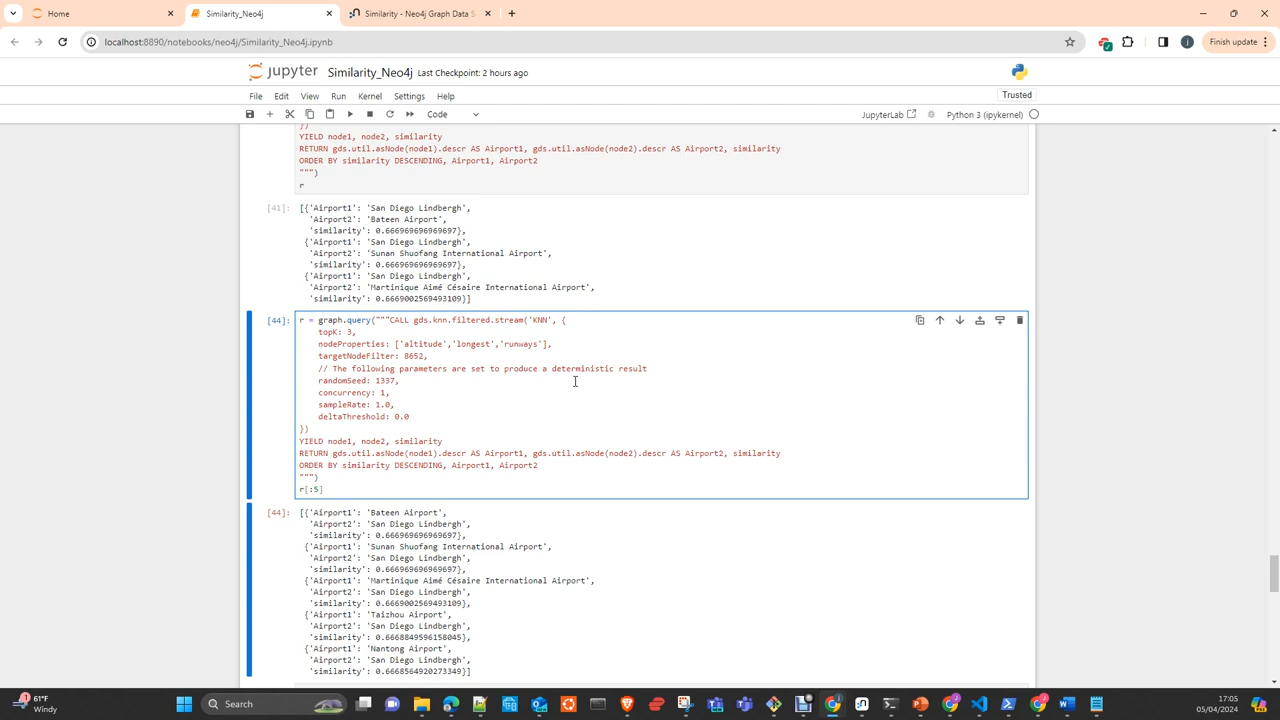 Home
Similarity_Neo4j
Similarity - Neo4j Graph Data S
localhost:8890/notebooks/neo4j/Similarity_Neo4j.ipynb
Finish update
jupyter Similarity_Neo4j Last Checkpoint: 2 hours ago
File Edit View Run Kernel Settings Help
Trusted
Code
JupyterLab
Python 3 (ipykernel)
})
YIELD node1, node2, similarity
RETURN gds.util.asNode(node1).descr AS Airport1, gds.util.asNode(node2).descr AS Airport2, similarity
ORDER BY similarity DESCENDING, Airport1, Airport2
""")
r
[41]: [{'Airport1': 'San Diego Lindbergh',
'Airport2': 'Bateen Airport',
'similarity': 0.666969696969697},
{'Airport1': 'San Diego Lindbergh',
'Airport2': 'Sunan Shuofang International Airport',
'similarity': 0.666969696969697},
{'Airport1': 'San Diego Lindbergh',
'Airport2': 'Martinique Aimé Césaire International Airport',
'similarity': 0.6669002569493109}]
[44]: r = graph.query("""CALL gds.knn.filtered.stream('KNN', {
topK: 3,
nodeProperties: ['altitude','longest','runways'],
targetNodeFilter: 8652,
// The following parameters are set to produce a deterministic result
randomSeed: 1337,
concurrency: 1,
sampleRate: 1.0,
deltaThreshold: 0.0
})
YIELD node1, node2, similarity
RETURN gds.util.asNode(node1).descr AS Airport1, gds.util.asNode(node2).descr AS Airport2, similarity
ORDER BY similarity DESCENDING, Airport1, Airport2
""")
r[:5]
[44]: [{'Airport1': 'Bateen Airport',
'Airport2': 'San Diego Lindbergh',
'similarity': 0.666969696969697},
{'Airport1': 'Sunan Shuofang International Airport',
'Airport2': 'San Diego Lindbergh',
'similarity': 0.666969696969697},
{'Airport1': 'Martinique Aimé Césaire International Airport',
'Airport2': 'San Diego Lindbergh',
'similarity': 0.6669002569493109},
{'Airport1': 'Taizhou Airport',
'Airport2': 'San Diego Lindbergh',
'similarity': 0.6668849596158045},
{'Airport1': 'Nantong Airport',
'Airport2': 'San Diego Lindbergh',
'similarity': 0.6668564920273349}]
61°F
Windy
Search
17:05
05/04/2024